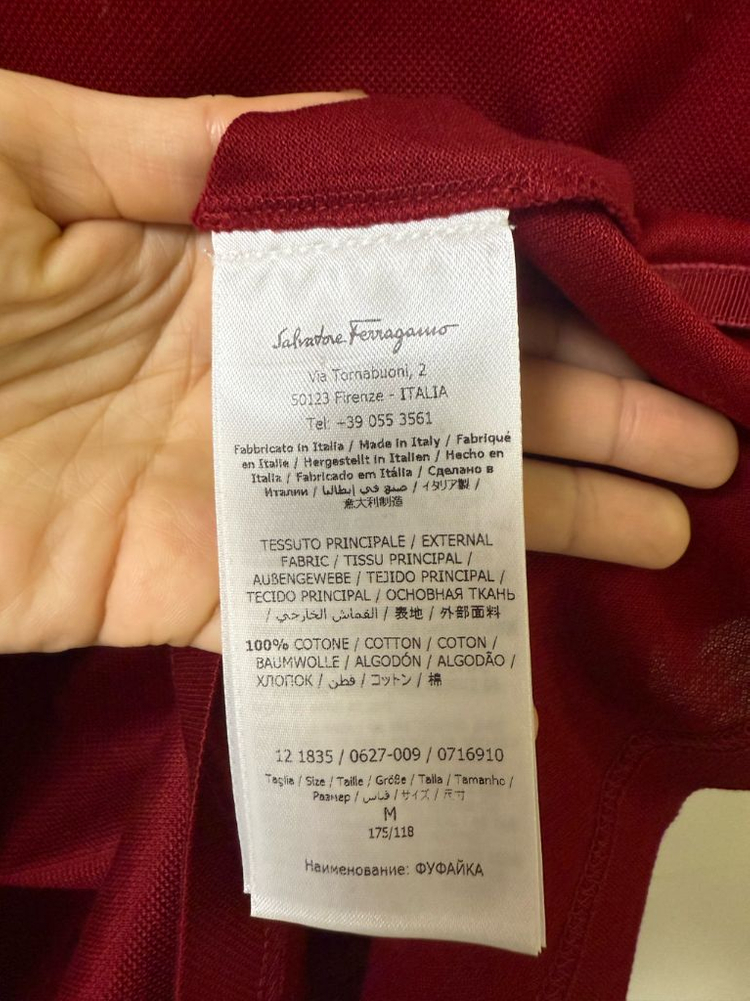 Salvatore Ferragamo
Via Tornabuoni, 2
50123 Firenze - ITALIA
Tel: +39 055 3561
Fabbricato in Italia / Made in Italy / Fabriqué
en Italie / Hergestellt in Italien / Hecho en
Italia / Fabricado em Itália / Сделано в
Италии / صنع في إيطاليا / イタリア製 /
意大利制造
TESSUTO PRINCIPALE / EXTERNAL
FABRIC / TISSU PRINCIPAL /
AUßENGEWEBE / TEJIDO PRINCIPAL /
TECIDO PRINCIPAL / ОСНОВНАЯ ТКАНЬ
/ القماش الخارجي / 表地 / 外部面料
100% COTONE / COTTON / COTON /
BAUMWOLLE / ALGODÓN / ALGODÃO /
ХЛОПОК / قطن / コットン / 棉
12 1835 / 0627-009 / 0716910
Taglia / Size / Taille / Größe / Talla / Tamanho /
Размер / قياس / サイズ / 尺寸
M
175/118
Наименование: ФУФАЙКА